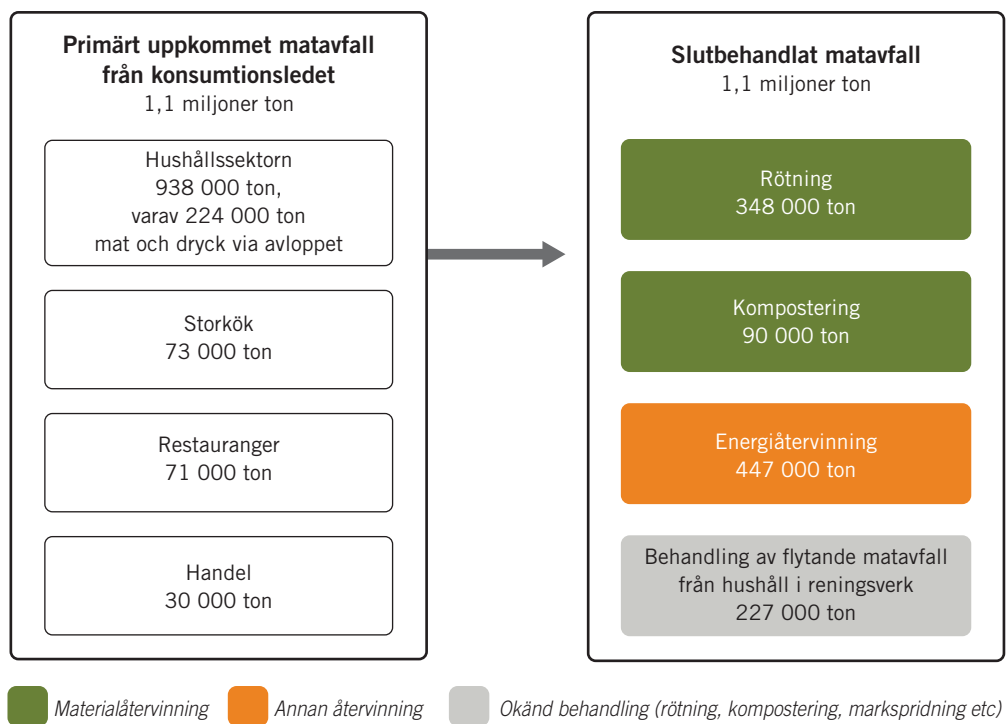 Primärt uppkommet matavfall
från konsumtionsledet
1,1 miljoner ton
Hushållssektorn
938 000 ton,
varav 224 000 ton
mat och dryck via avloppet
Storkök
73 000 ton
Restauranger
71 000 ton
Handel
30 000 ton
Slutbehandlat matavfall
1,1 miljoner ton
Rötning
348 000 ton
Kompostering
90 000 ton
Energiåtervinning
447 000 ton
Behandling av flytande matavfall
från hushåll i reningsverk
227 000 ton
Materialåtervinning
Annan återvinning
Okänd behandling (rötning, kompostering, markspridning etc)